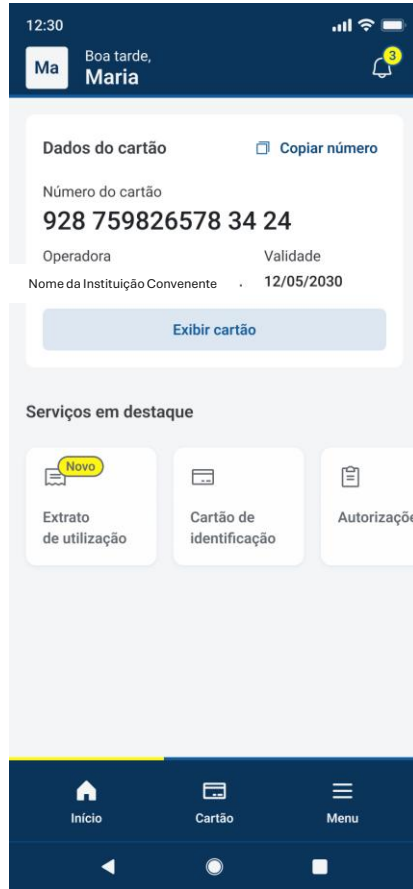 12:30
Ma
Boa tarde,
Maria
3
Dados do cartão
Copiar número
Número do cartão
928 759826578 34 24
Operadora
Validade
Nome da Instituição Convenente .
12/05/2030
Exibir cartão
Serviços em destaque
Novo
Extrato
de utilização
Cartão de
identificação
Autorizaçõe
Início
Cartão
Menu